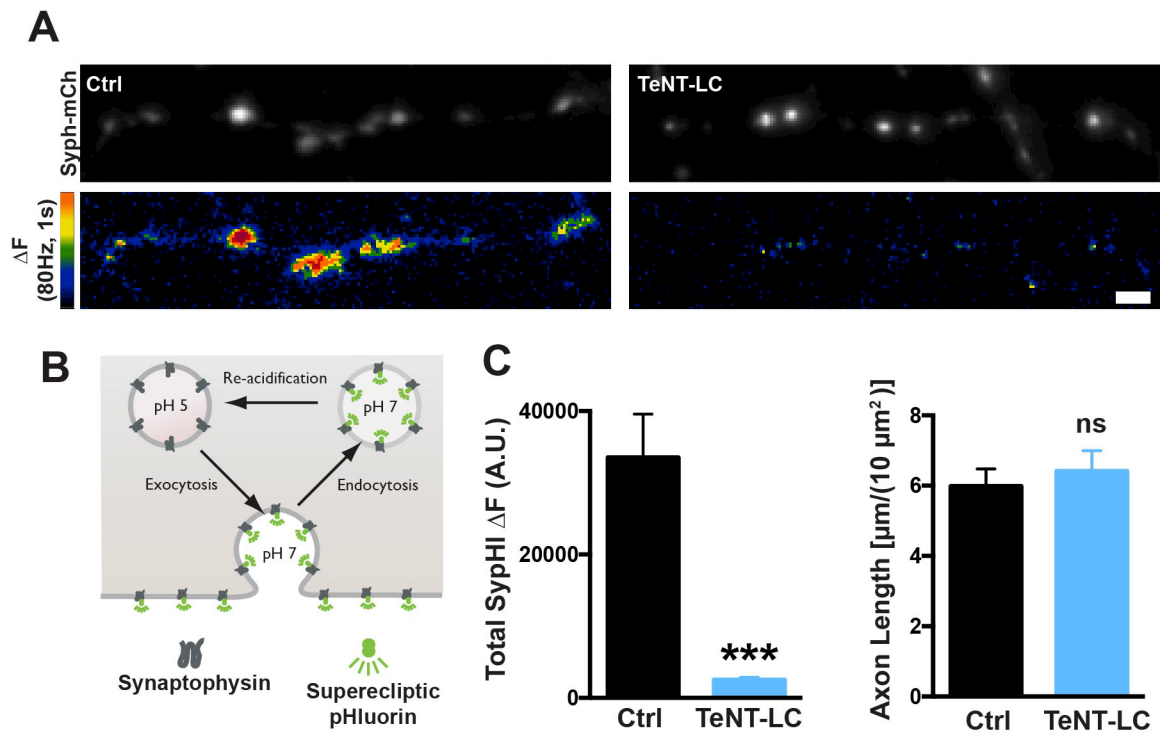 A
Syph-mCh
Ctrl
TeNT-LC
ΔF
(80Hz, 1s)
B
Re-acidification
pH 5
pH 7
Exocytosis
Endocytosis
pH 7
Synaptophysin
Superecliptic
pHluorin
C
Total SypHI ΔF (A.U.)
40000
20000
0
***
Ctrl
TeNT-LC
Axon Length [µm/(10 µm²)]
8
6
4
2
0
ns
Ctrl
TeNT-LC